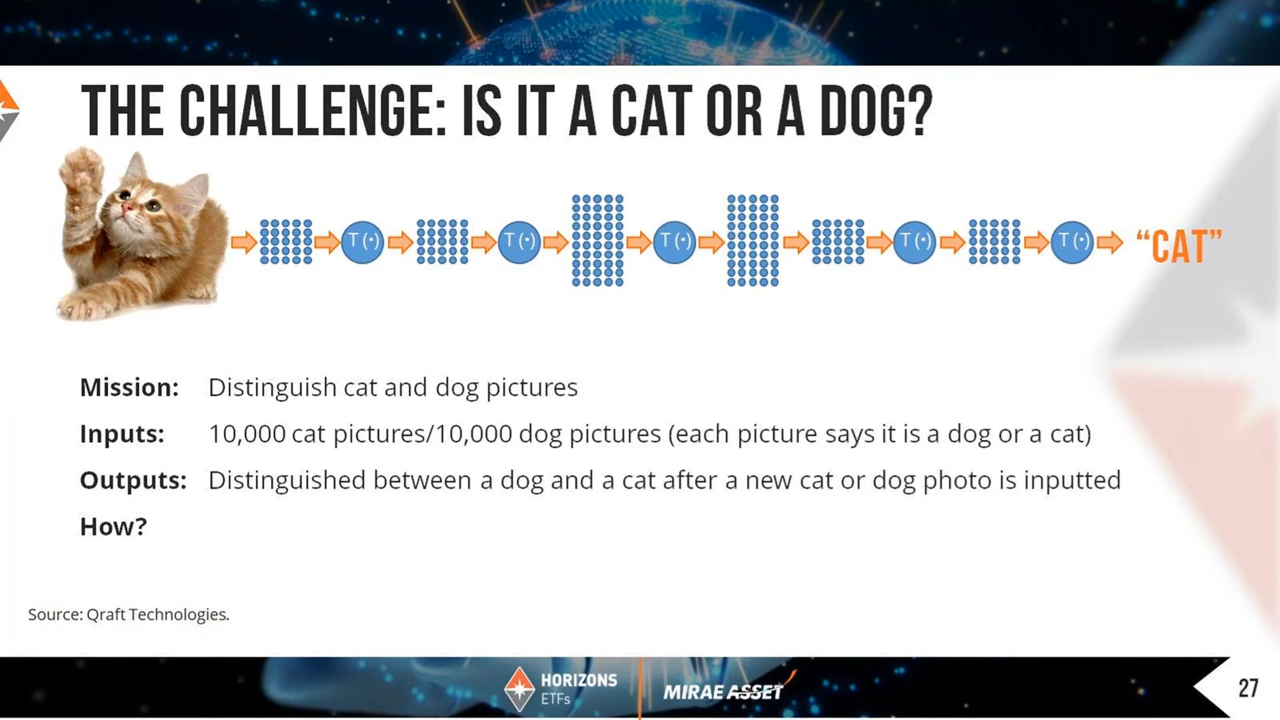 THE CHALLENGE: IS IT A CAT OR A DOG?
T (•) T (•) T (•) T (•) T (•) “CAT”
Mission: Distinguish cat and dog pictures
Inputs: 10,000 cat pictures/10,000 dog pictures (each picture says it is a dog or a cat)
Outputs: Distinguished between a dog and a cat after a new cat or dog photo is inputted
How?
Source: Qraft Technologies.
HORIZONS
ETFs
MIRAE ASSET
27